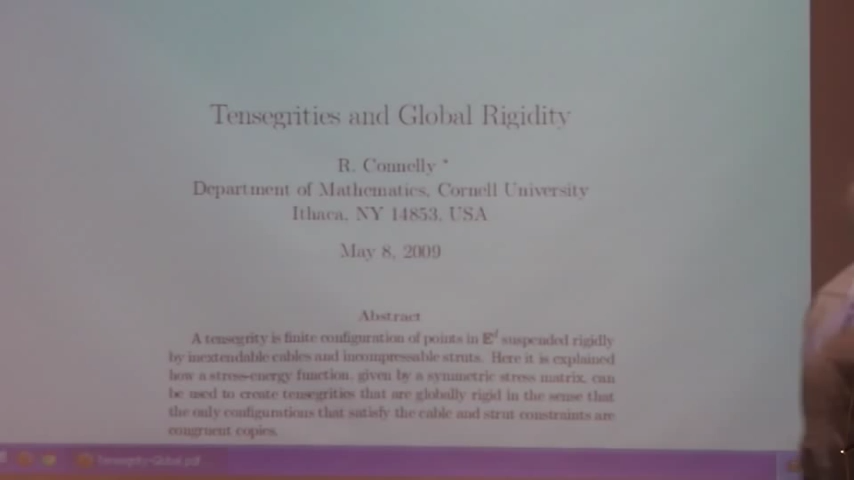 Tensegrities and Global Rigidity
R. Connelly *
Department of Mathematics, Cornell University
Ithaca, NY 14853, USA
May 8, 2009
Abstract
A tensegrity is finite configuration of points in 𝔼ᵈ suspended rigidly
by inextendable cables and incompressable struts. Here it is explained
how a stress-energy function, given by a symmetric stress matrix, can
be used to create tensegrities that are globally rigid in the sense that
the only configurations that satisfy the cable and strut constraints are
congruent copies.
Tensegrity-Global.pdf